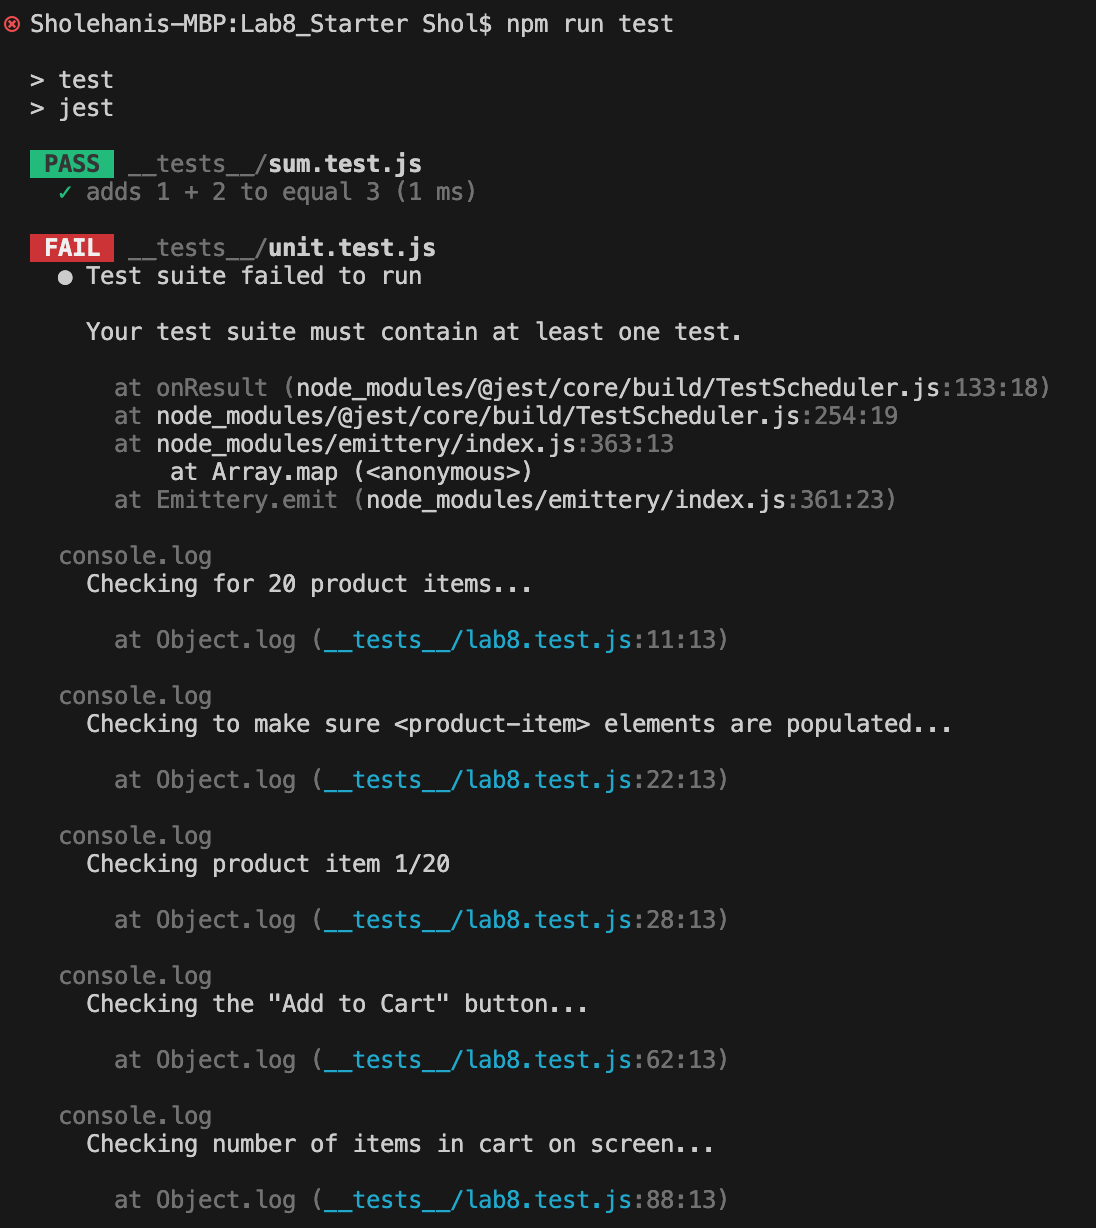 Sholehanis-MBP:Lab8_Starter Shol$ npm run test
> test
> jest
PASS __tests__/sum.test.js
✓ adds 1 + 2 to equal 3 (1 ms)
FAIL __tests__/unit.test.js
● Test suite failed to run
Your test suite must contain at least one test.
at onResult (node_modules/@jest/core/build/TestScheduler.js:133:18)
at node_modules/@jest/core/build/TestScheduler.js:254:19
at node_modules/emittery/index.js:363:13
at Array.map (<anonymous>)
at Emittery.emit (node_modules/emittery/index.js:361:23)
console.log
Checking for 20 product items...
at Object.log (__tests__/lab8.test.js:11:13)
console.log
Checking to make sure <product-item> elements are populated...
at Object.log (__tests__/lab8.test.js:22:13)
console.log
Checking product item 1/20
at Object.log (__tests__/lab8.test.js:28:13)
console.log
Checking the "Add to Cart" button...
at Object.log (__tests__/lab8.test.js:62:13)
console.log
Checking number of items in cart on screen...
at Object.log (__tests__/lab8.test.js:88:13)